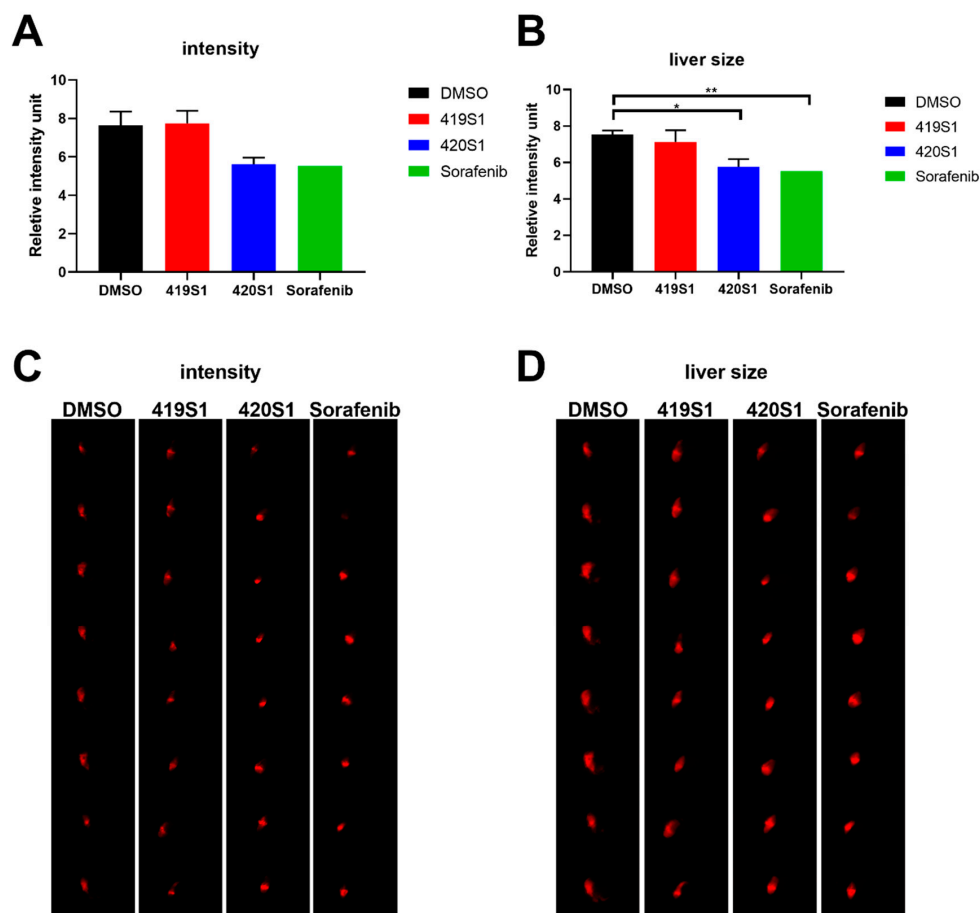 A
intensity
Reletive intensity unit
10
8
6
4
2
0
DMSO 419S1 420S1 Sorafenib
DMSO
419S1
420S1
Sorafenib
B
liver size
Reletive intensity unit
10
8
6
4
2
0
*
**
DMSO 419S1 420S1 Sorafenib
DMSO
419S1
420S1
Sorafenib
C
intensity
DMSO 419S1 420S1 Sorafenib
D
liver size
DMSO 419S1 420S1 Sorafenib